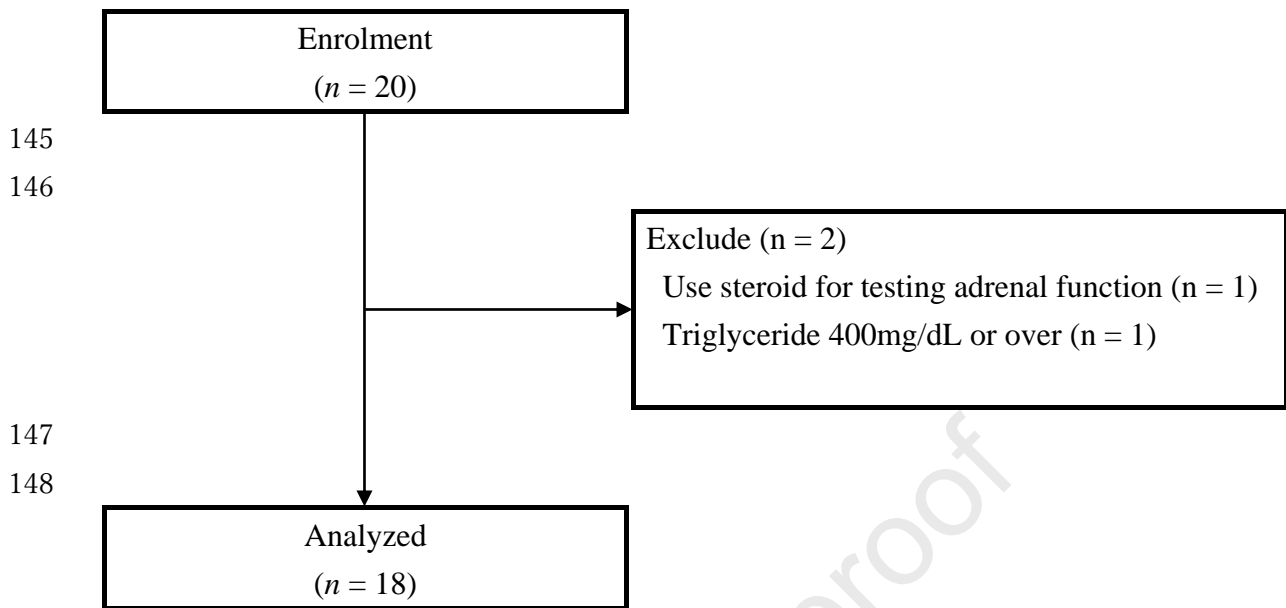 Enrolment
(n = 20)
145
146
Exclude (n = 2)
Use steroid for testing adrenal function (n = 1)
Triglyceride 400mg/dL or over (n = 1)
147
148
Analyzed
(n = 18)
proof